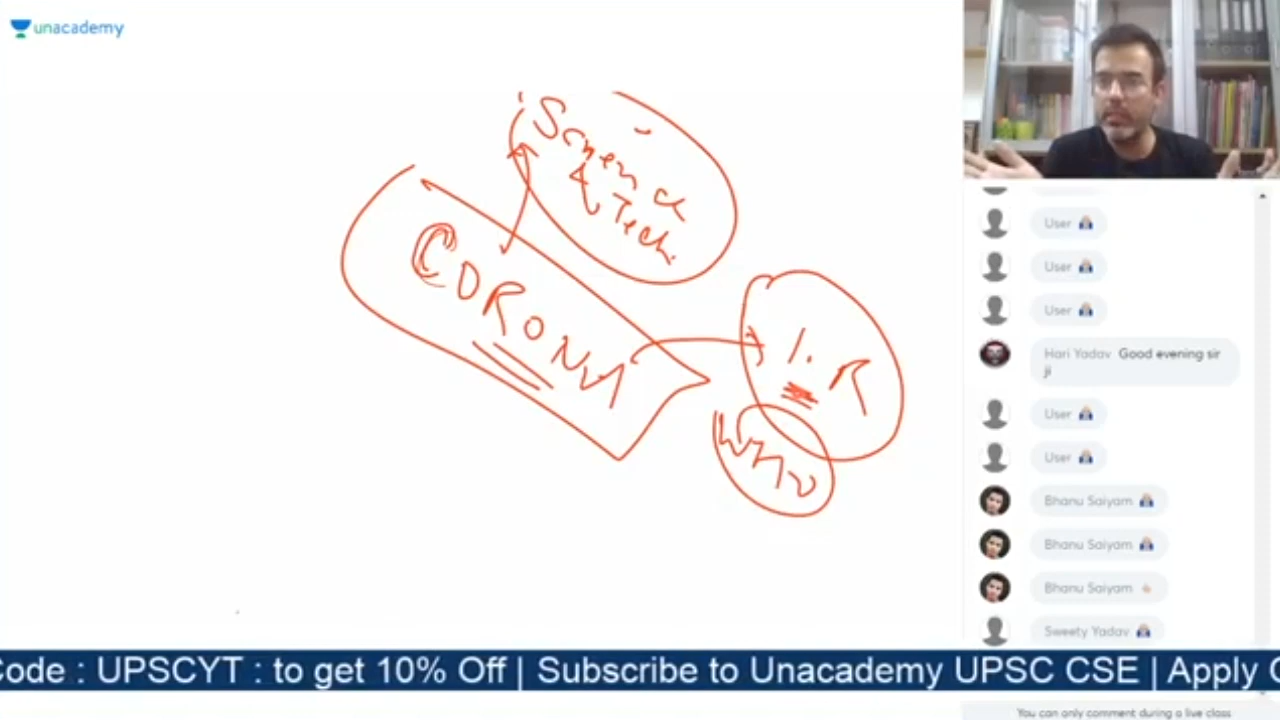 unacademy
Science
& Tech.
CORONA
I.R
WHO
User
User
User
Hari Yadav Good evening sir
ji
User
User
Bhanu Saiyam
Bhanu Saiyam
Bhanu Saiyam
Sweety Yadav
Code : UPSCYT : to get 10% Off | Subscribe to Unacademy UPSC CSE | Apply C
You can only comment during a live class